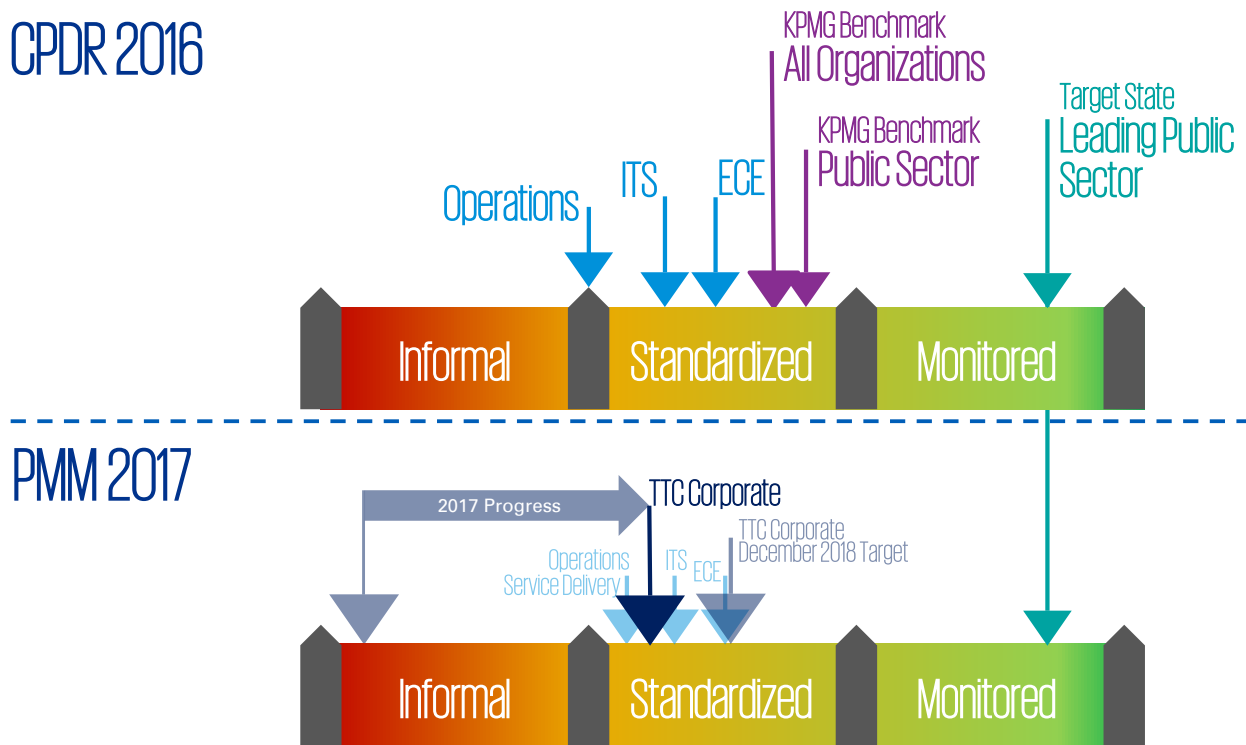 CPDR 2016
KPMG Benchmark
All Organizations
KPMG Benchmark
Public Sector
Target State
Leading Public
Sector
Operations
ITS
ECE
Informal
Standardized
Monitored
PMM 2017
2017 Progress
TTC Corporate
TTC Corporate
December 2018 Target
Operations
Service Delivery
ITS
ECE
Informal
Standardized
Monitored